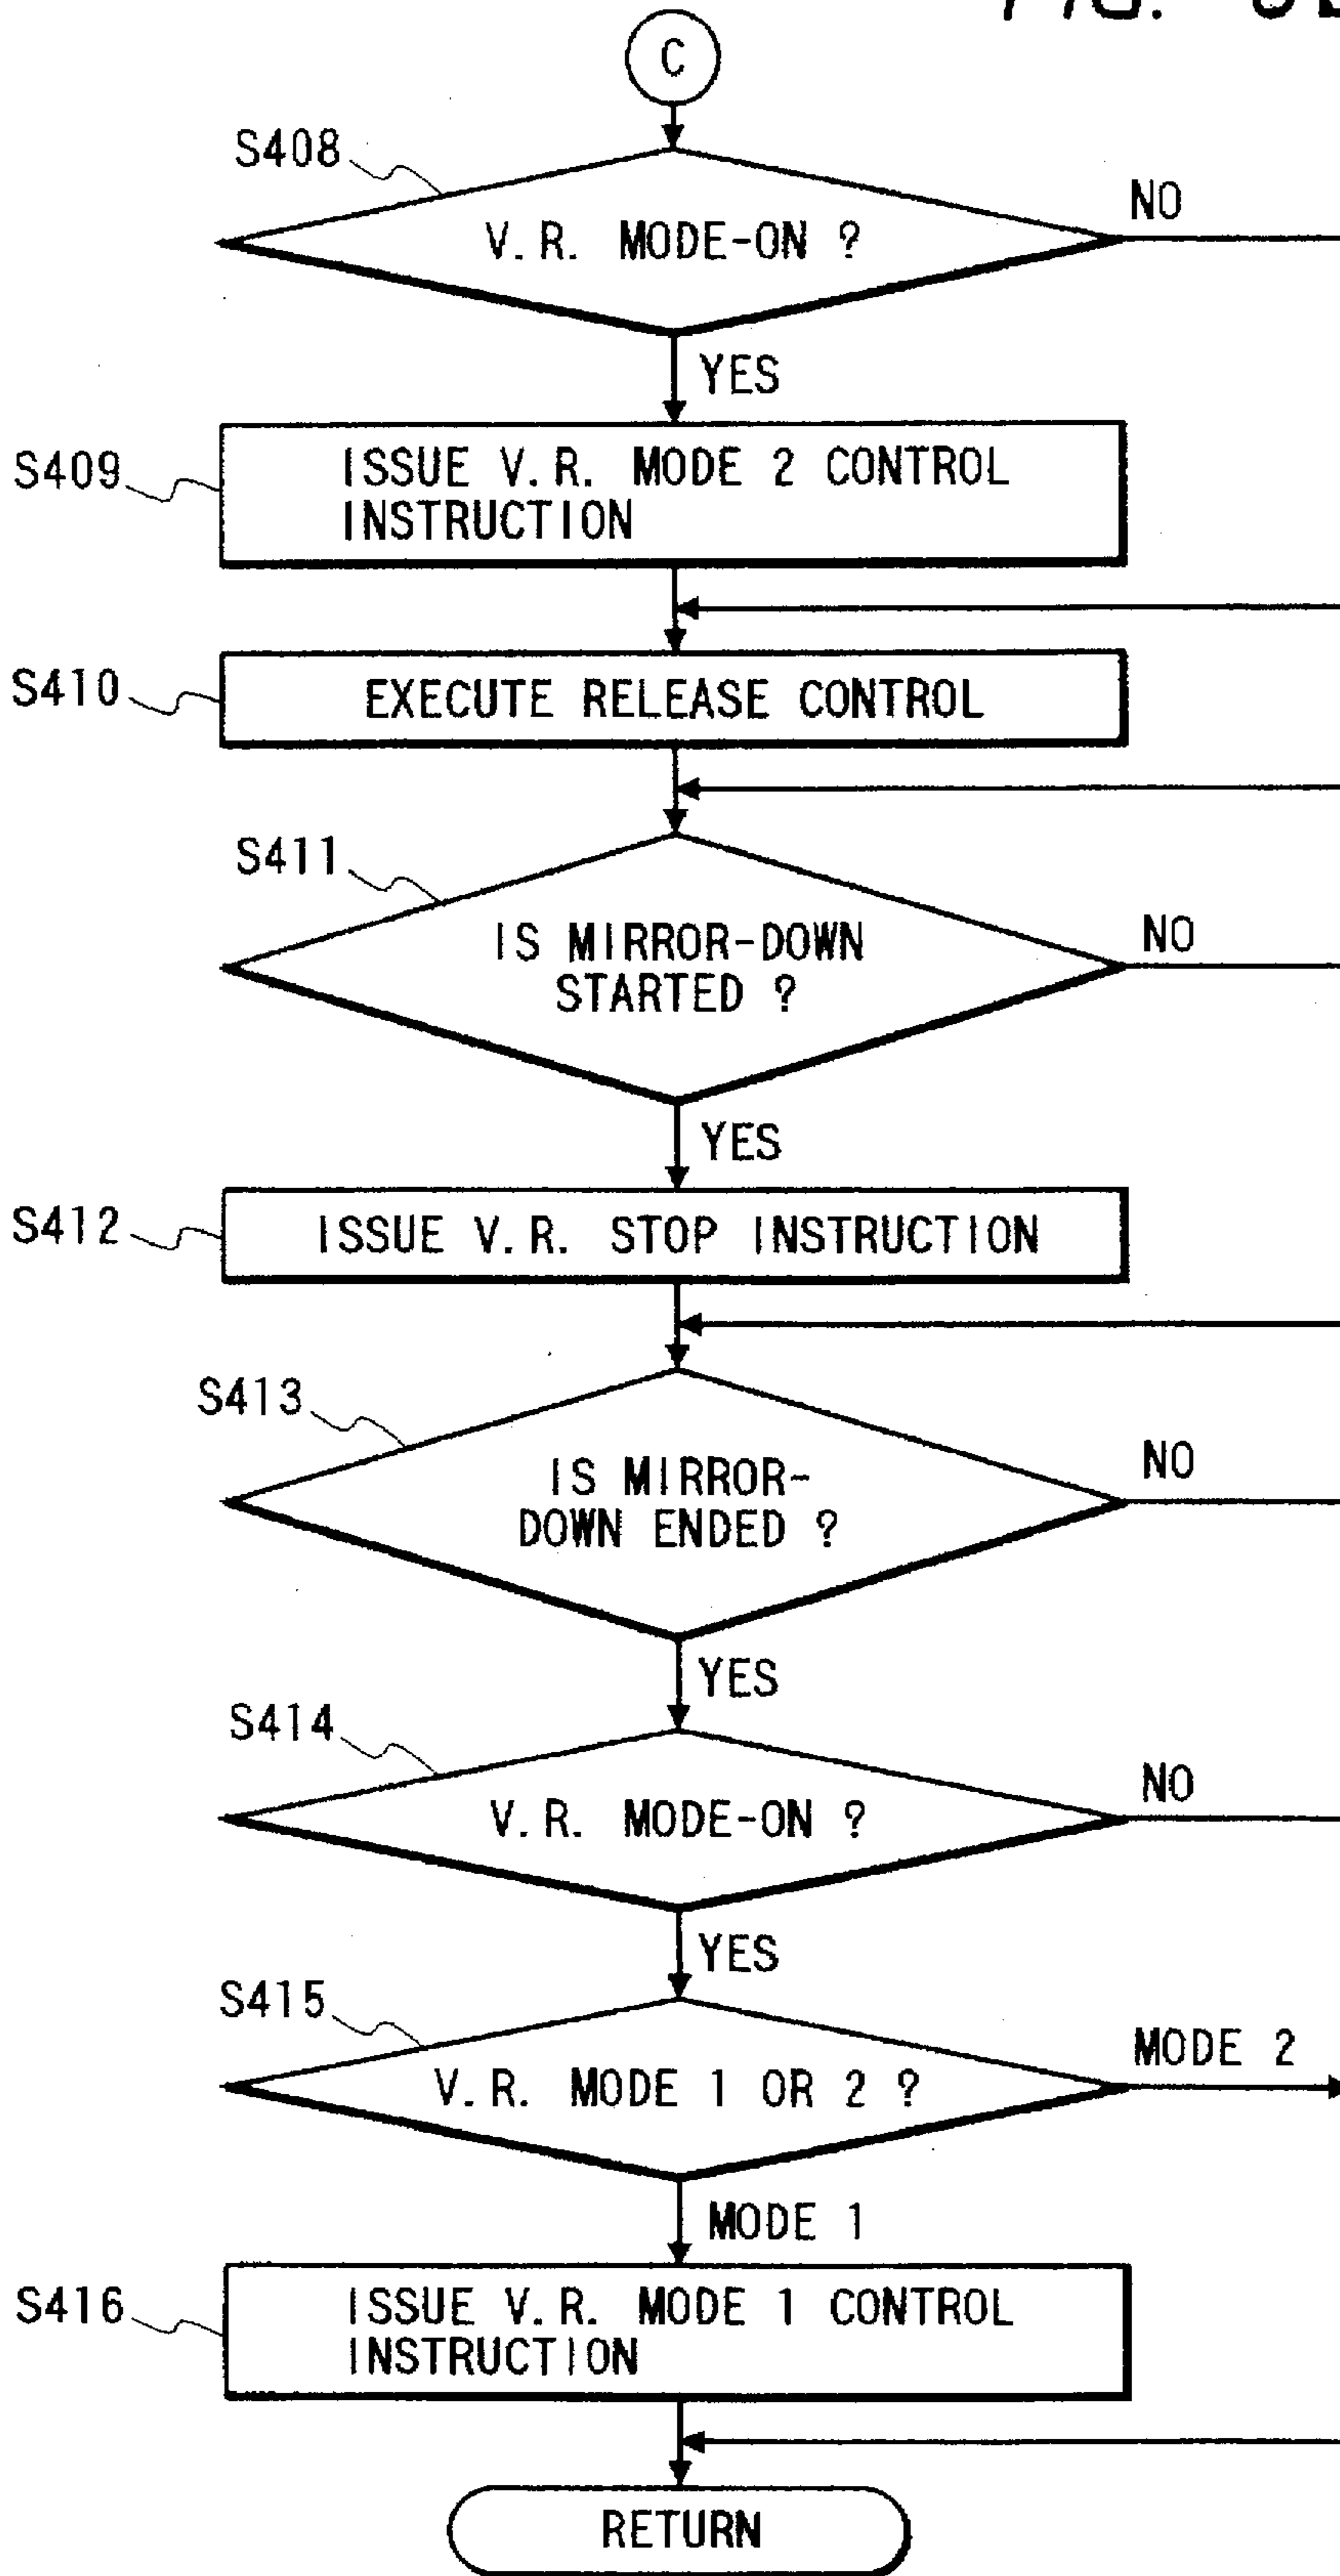 FIG.
C
S408
V.R. MODE-ON ?
NO
YES
S409
ISSUE V.R. MODE 2 CONTROL
INSTRUCTION
S410
EXECUTE RELEASE CONTROL
S411
IS MIRROR-DOWN
STARTED ?
NO
YES
S412
ISSUE V.R. STOP INSTRUCTION
S413
IS MIRROR-
DOWN ENDED ?
NO
YES
S414
V.R. MODE-ON ?
NO
YES
S415
V.R. MODE 1 OR 2 ?
MODE 2
MODE 1
S416
ISSUE V.R. MODE 1 CONTROL
INSTRUCTION
RETURN